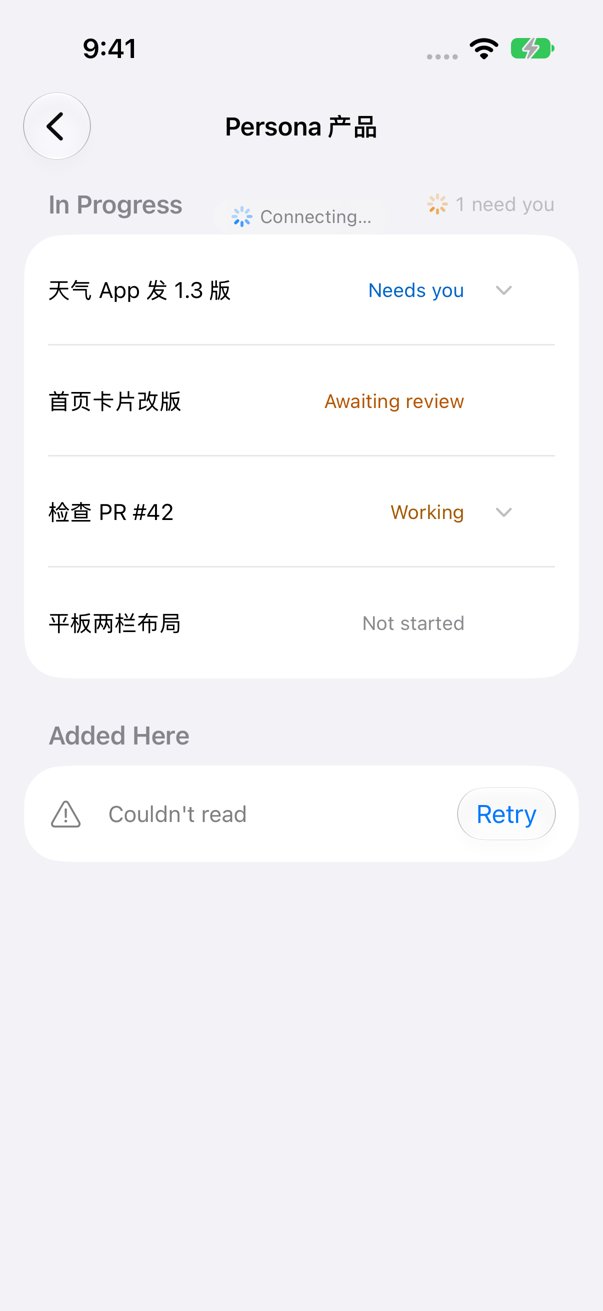 9:41
Persona 产品
In Progress
Connecting...
1 need you
天气 App 发 1.3 版
Needs you
首页卡片改版
Awaiting review
检查 PR #42
Working
平板两栏布局
Not started
Added Here
Couldn't read
Retry